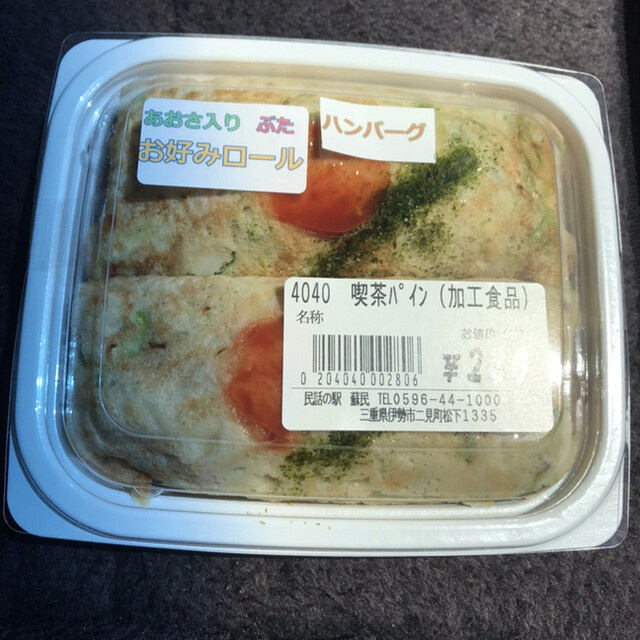 あおさ入り ぶた
お好みロール
ハンバーグ
4040 喫茶パイン(加工食品)
名称
¥2
0 204040002806
民話の駅 蘇民 TEL0596-44-1000
三重県伊勢市二見町松下1335